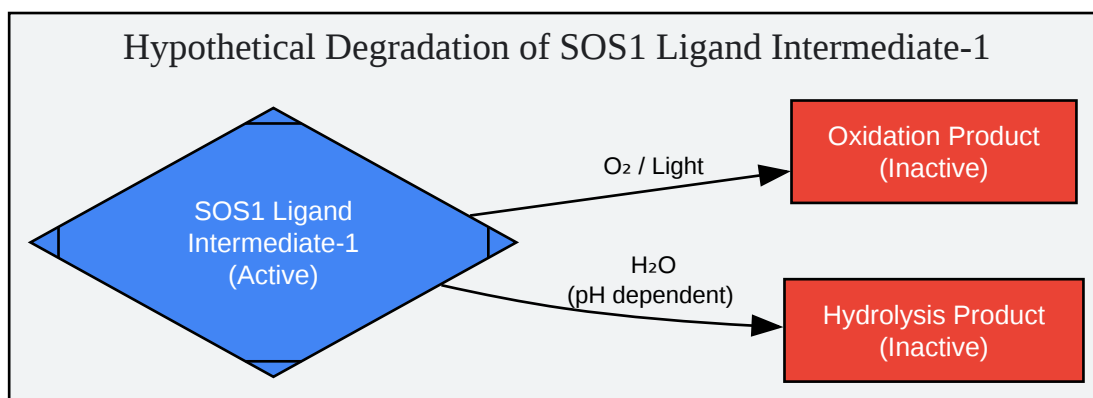 Hypothetical Degradation of SOS1 Ligand Intermediate-1
SOS1 Ligand
Intermediate-1
(Active)
O₂ / Light
Oxidation Product
(Inactive)
H₂O
(pH dependent)
Hydrolysis Product
(Inactive)